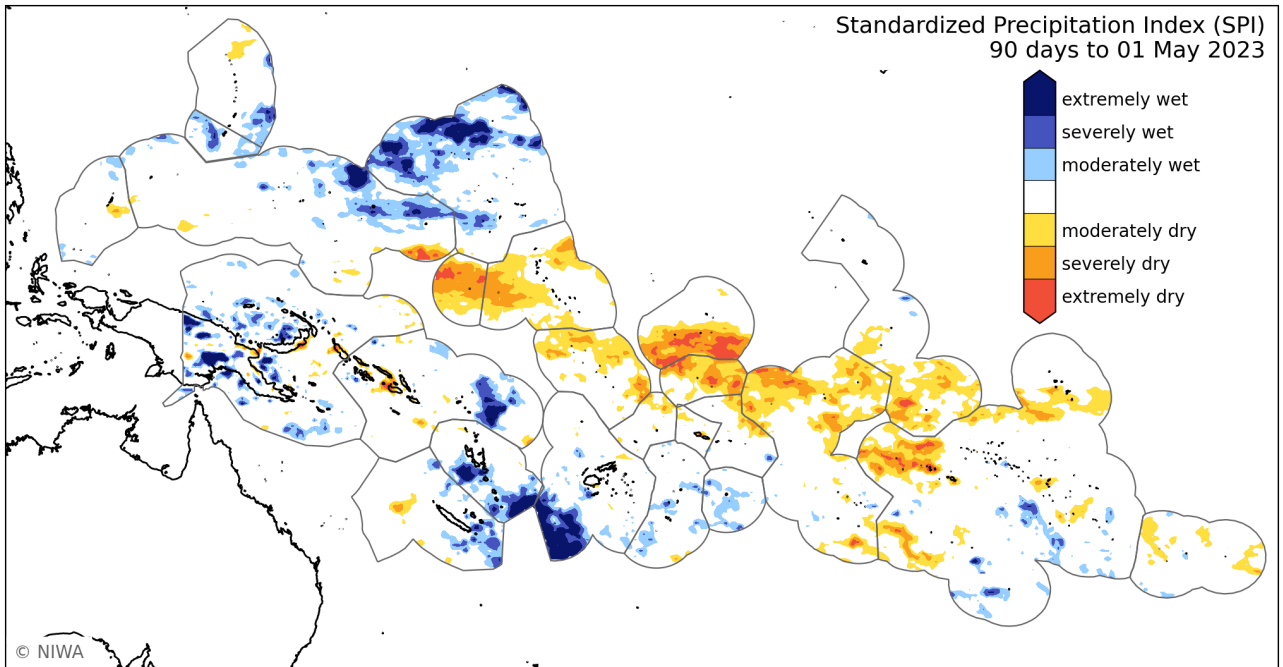 Standardized Precipitation Index (SPI)
90 days to 01 May 2023
extremely wet
severely wet
moderately wet
moderately dry
severely dry
extremely dry
© NIWA